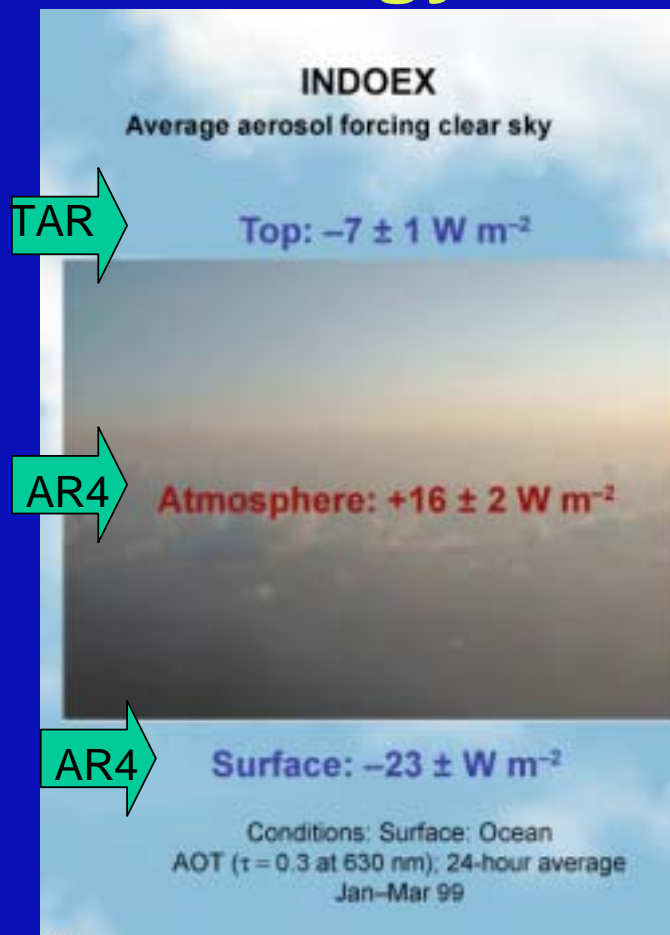 INDOEX
Average aerosol forcing clear sky
TAR
Top: –7 ± 1 W m⁻²
AR4
Atmosphere: +16 ± 2 W m⁻²
AR4
Surface: –23 ± W m⁻²
Conditions: Surface: Ocean
AOT (τ = 0.3 at 630 nm); 24-hour average
Jan–Mar 99